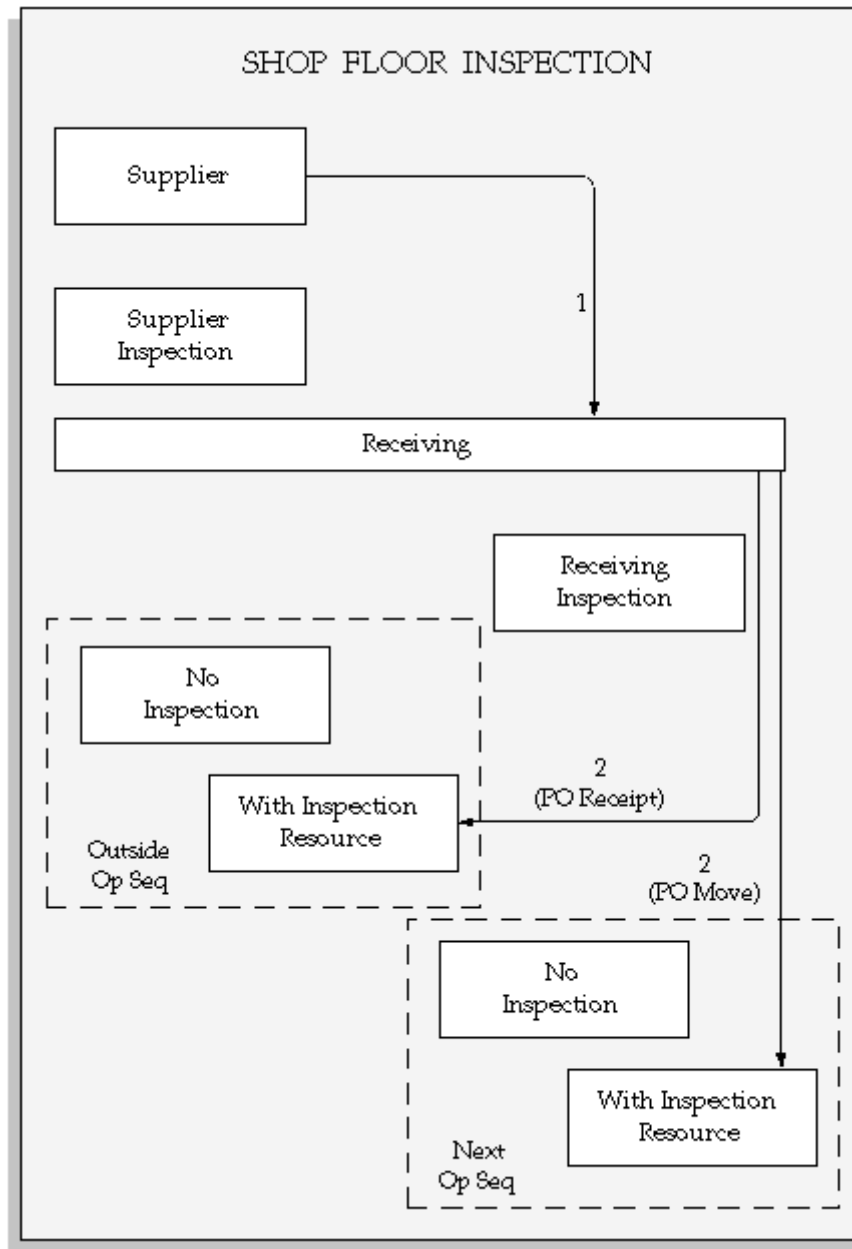 SHOP FLOOR INSPECTION
Supplier
1
Supplier
Inspection
Receiving
Receiving
Inspection
No
Inspection
2
(PO Receipt)
With Inspection
Resource
Outside
Op Seq
2
(PO Move)
No
Inspection
With Inspection
Resource
Next
Op Seq